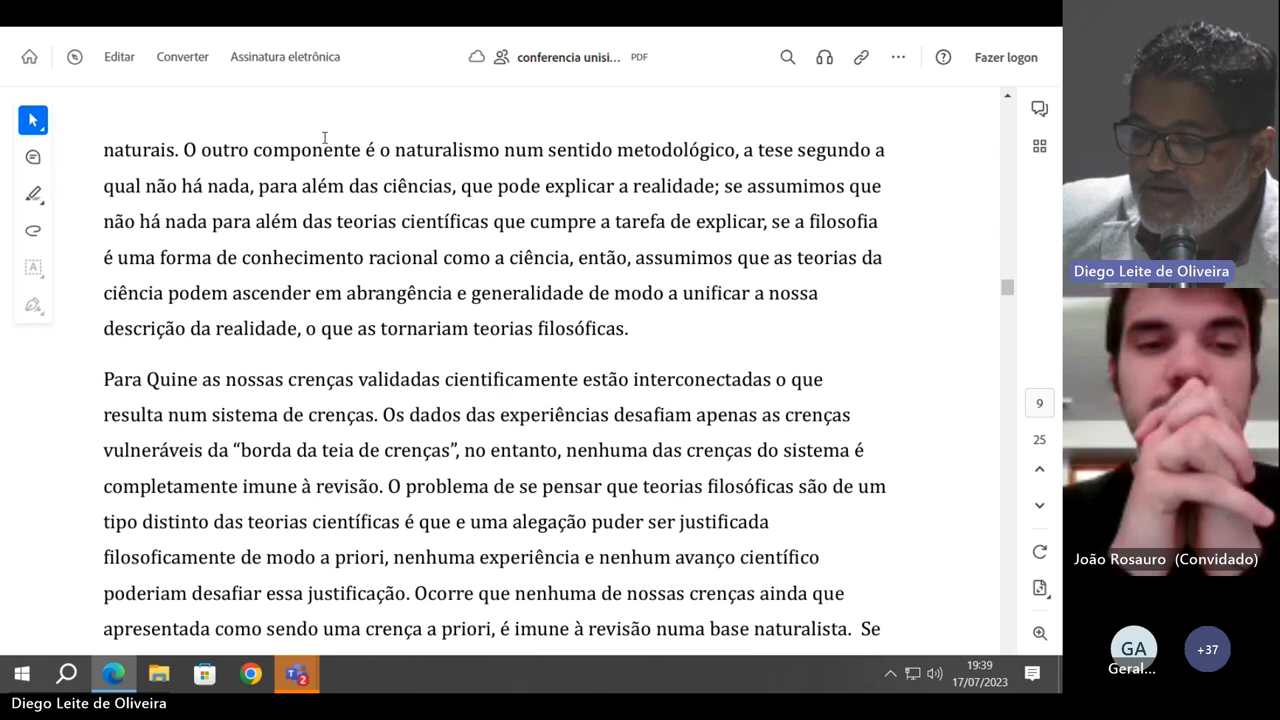 Editar Converter Assinatura eletrônica conferencia unisi... PDF Fazer logon
naturais. O outro componente é o naturalismo num sentido metodológico, a tese segundo a
qual não há nada, para além das ciências, que pode explicar a realidade; se assumimos que
não há nada para além das teorias científicas que cumpre a tarefa de explicar, se a filosofia
é uma forma de conhecimento racional como a ciência, então, assumimos que as teorias da
ciência podem ascender em abrangência e generalidade de modo a unificar a nossa
descrição da realidade, o que as tornariam teorias filosóficas.
Para Quine as nossas crenças validadas cientificamente estão interconectadas o que
resulta num sistema de crenças. Os dados das experiências desafiam apenas as crenças
vulneráveis da “borda da teia de crenças”, no entanto, nenhuma das crenças do sistema é
completamente imune à revisão. O problema de se pensar que teorias filosóficas são de um
tipo distinto das teorias científicas é que e uma alegação puder ser justificada
filosoficamente de modo a priori, nenhuma experiência e nenhum avanço científico
poderiam desafiar essa justificação. Ocorre que nenhuma de nossas crenças ainda que
apresentada como sendo uma crença a priori, é imune à revisão numa base naturalista. Se
9
25
Diego Leite de Oliveira
João Rosauro (Convidado)
GA
Geral...
+37
2
19:39
17/07/2023
Diego Leite de Oliveira